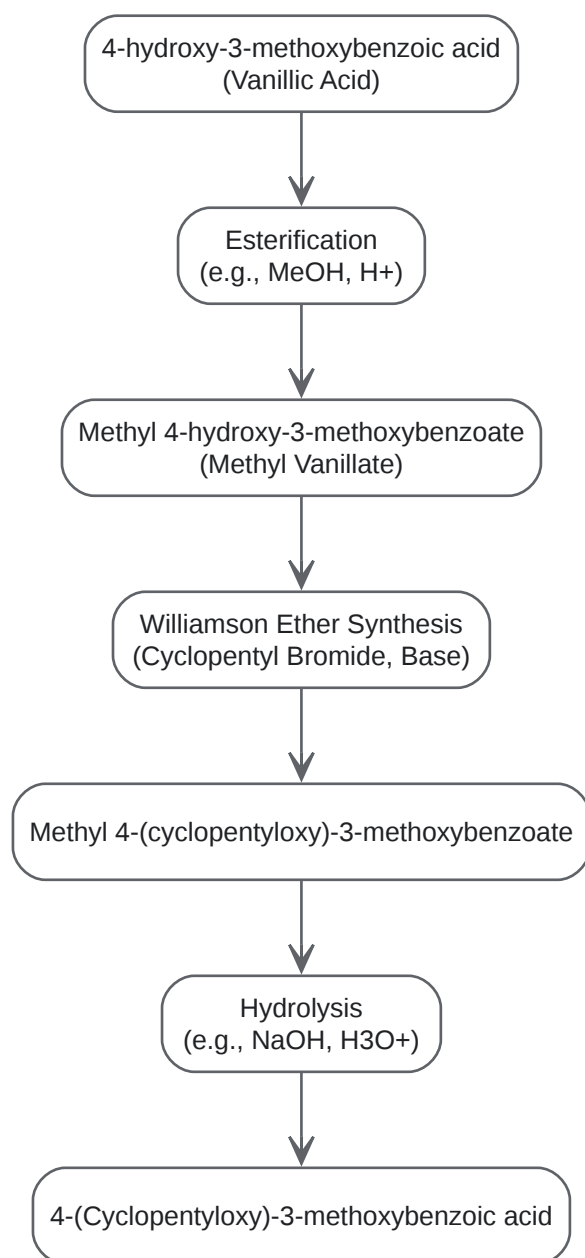 4-hydroxy-3-methoxybenzoic acid
(Vanillic Acid)
Esterification
(e.g., MeOH, H+)
Methyl 4-hydroxy-3-methoxybenzoate
(Methyl Vanillate)
Williamson Ether Synthesis
(Cyclopentyl Bromide, Base)
Methyl 4-(cyclopentyloxy)-3-methoxybenzoate
Hydrolysis
(e.g., NaOH, H3O+)
4-(Cyclopentyloxy)-3-methoxybenzoic acid